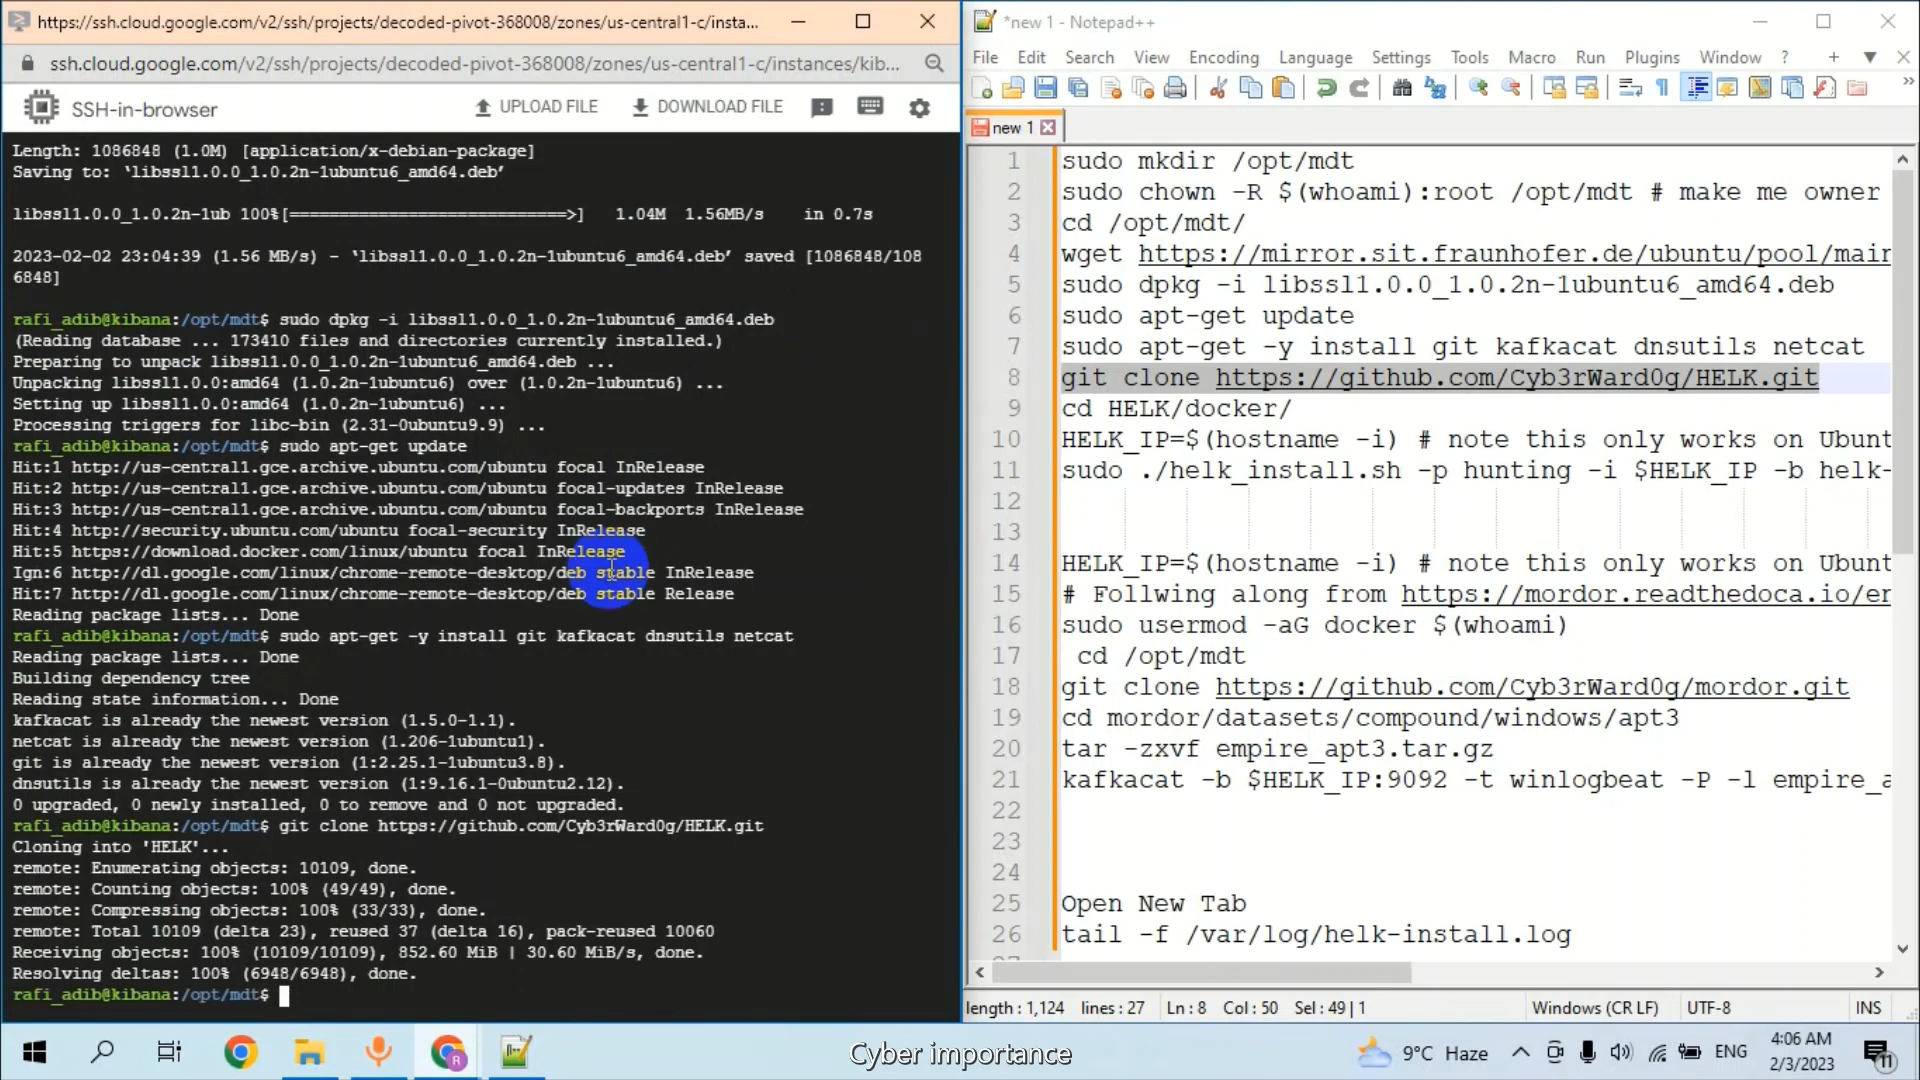 https://ssh.cloud.google.com/v2/ssh/projects/decoded-pivot-368008/zones/us-central1-c/insta...
ssh.cloud.google.com/v2/ssh/projects/decoded-pivot-368008/zones/us-central1-c/instances/kib...
SSH-in-browser
UPLOAD FILE
DOWNLOAD FILE
Length: 1086848 (1.0M) [application/x-debian-package]
Saving to: ‘libssl1.0.0_1.0.2n-1ubuntu6_amd64.deb’
libssl1.0.0_1.0.2n-1ub 100%[============================>] 1.04M 1.56MB/s in 0.7s
2023-02-02 23:04:39 (1.56 MB/s) - ‘libssl1.0.0_1.0.2n-1ubuntu6_amd64.deb’ saved [1086848/108
6848]
rafi_adib@kibana:/opt/mdt$ sudo dpkg -i libssl1.0.0_1.0.2n-1ubuntu6_amd64.deb
(Reading database ... 173410 files and directories currently installed.)
Preparing to unpack libssl1.0.0_1.0.2n-1ubuntu6_amd64.deb ...
Unpacking libssl1.0.0:amd64 (1.0.2n-1ubuntu6) over (1.0.2n-1ubuntu6) ...
Setting up libssl1.0.0:amd64 (1.0.2n-1ubuntu6) ...
Processing triggers for libc-bin (2.31-0ubuntu9.9) ...
rafi_adib@kibana:/opt/mdt$ sudo apt-get update
Hit:1 http://us-central1.gce.archive.ubuntu.com/ubuntu focal InRelease
Hit:2 http://us-central1.gce.archive.ubuntu.com/ubuntu focal-updates InRelease
Hit:3 http://us-central1.gce.archive.ubuntu.com/ubuntu focal-backports InRelease
Hit:4 http://security.ubuntu.com/ubuntu focal-security InRelease
Hit:5 https://download.docker.com/linux/ubuntu focal InRelease
Ign:6 http://dl.google.com/linux/chrome-remote-desktop/deb stable InRelease
Hit:7 http://dl.google.com/linux/chrome-remote-desktop/deb stable Release
Reading package lists... Done
rafi_adib@kibana:/opt/mdt$ sudo apt-get -y install git kafkacat dnsutils netcat
Reading package lists... Done
Building dependency tree
Reading state information... Done
kafkacat is already the newest version (1.5.0-1.1).
netcat is already the newest version (1.206-1ubuntu1).
git is already the newest version (1:2.25.1-1ubuntu3.8).
dnsutils is already the newest version (1:9.16.1-0ubuntu2.12).
0 upgraded, 0 newly installed, 0 to remove and 0 not upgraded.
rafi_adib@kibana:/opt/mdt$ git clone https://github.com/Cyb3rWard0g/HELK.git
Cloning into 'HELK'...
remote: Enumerating objects: 10109, done.
remote: Counting objects: 100% (49/49), done.
remote: Compressing objects: 100% (33/33), done.
remote: Total 10109 (delta 23), reused 37 (delta 16), pack-reused 10060
Receiving objects: 100% (10109/10109), 852.60 MiB | 30.60 MiB/s, done.
Resolving deltas: 100% (6948/6948), done.
rafi_adib@kibana:/opt/mdt$
*new 1 - Notepad++
File Edit Search View Encoding Language Settings Tools Macro Run Plugins Window ? + ▼ X
new 1
1 sudo mkdir /opt/mdt
2 sudo chown -R $(whoami):root /opt/mdt # make me owner
3 cd /opt/mdt/
4 wget https://mirror.sit.fraunhofer.de/ubuntu/pool/main
5 sudo dpkg -i libssl1.0.0_1.0.2n-1ubuntu6_amd64.deb
6 sudo apt-get update
7 sudo apt-get -y install git kafkacat dnsutils netcat
8 git clone https://github.com/Cyb3rWard0g/HELK.git
9 cd HELK/docker/
10 HELK_IP=$(hostname -i) # note this only works on Ubunt
11 sudo ./helk_install.sh -p hunting -i $HELK_IP -b helk-
12
13
14 HELK_IP=$(hostname -i) # note this only works on Ubunt
15 # Follwing along from https://mordor.readthedoca.io/en
16 sudo usermod -aG docker $(whoami)
17 cd /opt/mdt
18 git clone https://github.com/Cyb3rWard0g/mordor.git
19 cd mordor/datasets/compound/windows/apt3
20 tar -zxvf empire_apt3.tar.gz
21 kafkacat -b $HELK_IP:9092 -t winlogbeat -P -l empire_a
22
23
24
25 Open New Tab
26 tail -f /var/log/helk-install.log
length : 1,124 lines : 27 Ln : 8 Col : 50 Sel : 49 | 1 Windows (CR LF) UTF-8 INS
Cyber importance
9°C Haze
ENG
4:06 AM
2/3/2023
11